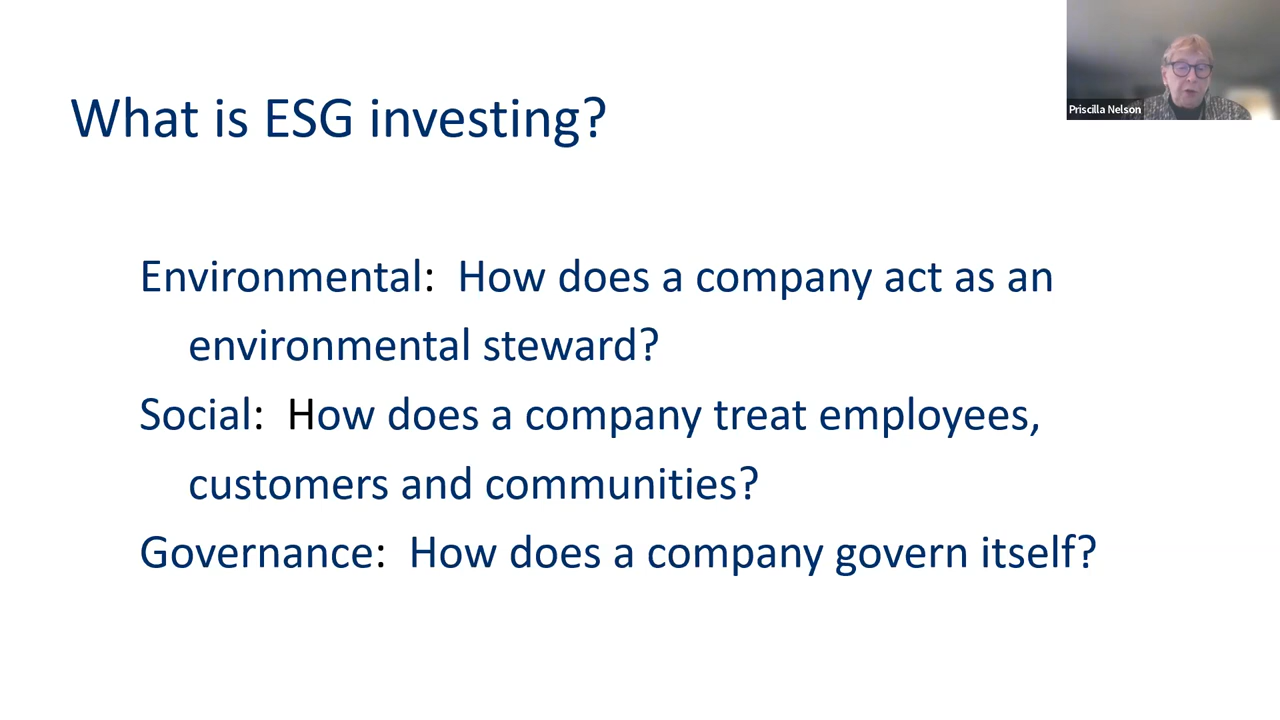 What is ESG investing?
Priscilla Nelson
Environmental:  How does a company act as an
environmental steward?
Social:  How does a company treat employees,
customers and communities?
Governance:  How does a company govern itself?